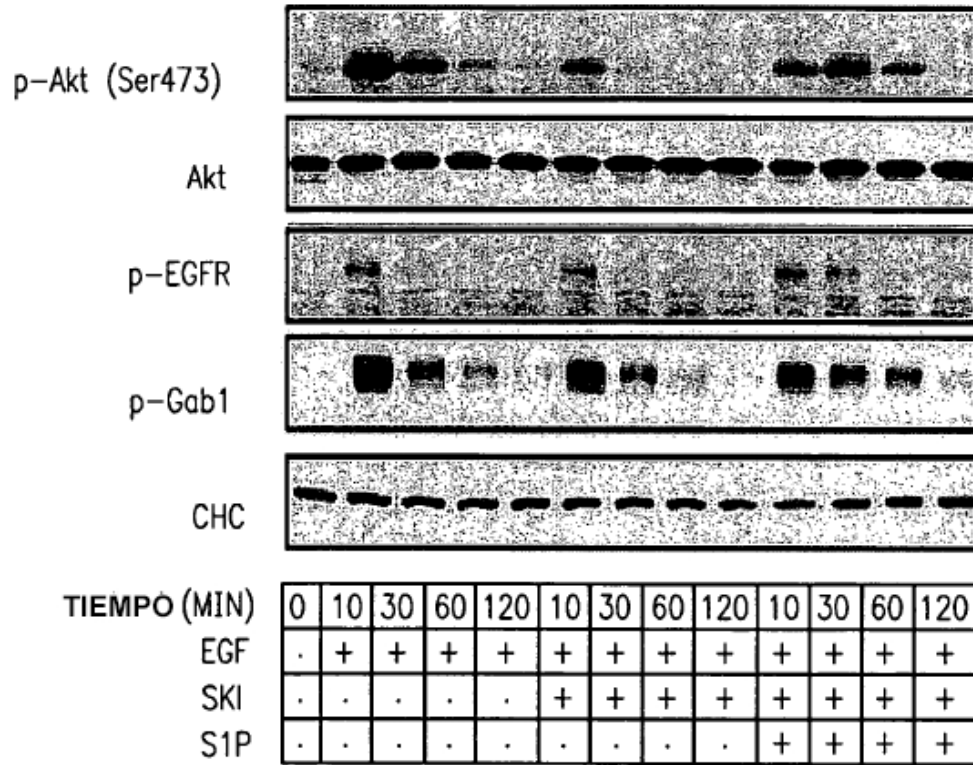 p-Akt (Ser473)
Akt
p-EGFR
p-Gab1
CHC
TIEMPO (MIN) 0 10 30 60 120 10 30 60 120 10 30 60 120
EGF . + + + + + + + + + + + +
SKI . . . . . + + + + + + + +
S1P . . . . . . . . . + + + +